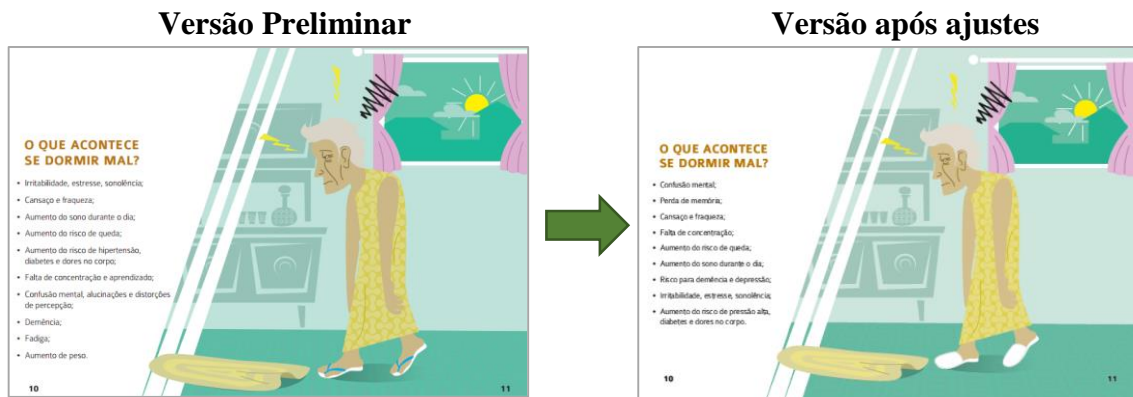 Versão Preliminar
O QUE ACONTECE
SE DORMIR MAL?
• Irritabilidade, estresse, sonolência;
• Cansaço e fraqueza;
• Aumento do sono durante o dia;
• Aumento do risco de queda;
• Aumento do risco de hipertensão,
diabetes e dores no corpo;
• Falta de concentração e aprendizado;
• Confusão mental, alucinações e distorções
de percepção;
• Demência;
• Fadiga;
• Aumento de peso.
10
11
Versão após ajustes
O QUE ACONTECE
SE DORMIR MAL?
• Confusão mental;
• Perda de memória;
• Cansaço e fraqueza;
• Falta de concentração;
• Aumento do risco de queda;
• Aumento do sono durante o dia;
• Risco para demência e depressão;
• Irritabilidade, estresse, sonolência;
• Aumento do risco de pressão alta,
diabetes e dores no corpo.
10
11